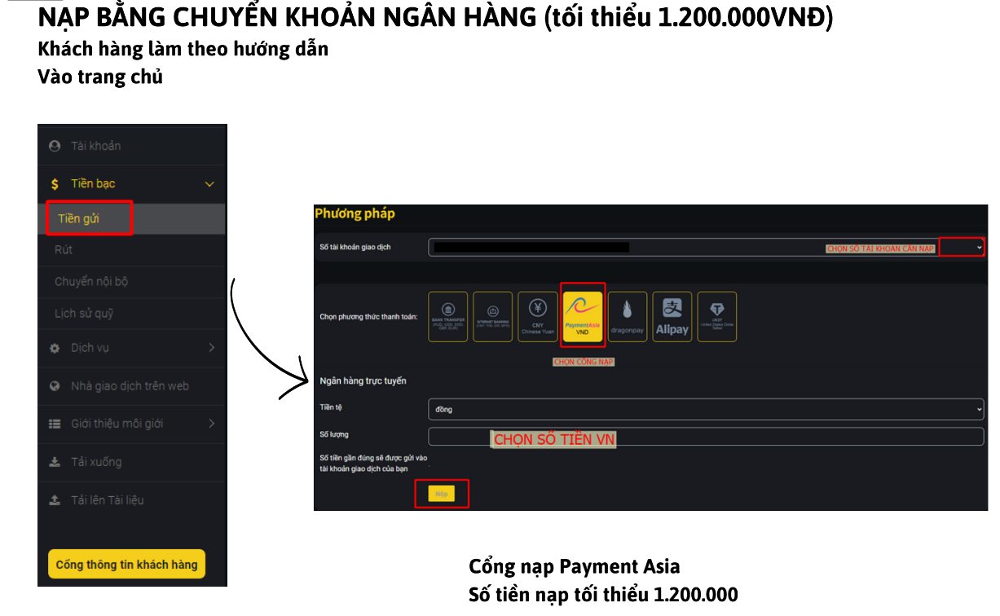 NẠP BẰNG CHUYỂN KHOẢN NGÂN HÀNG (tối thiểu 1.200.000VNĐ)
Khách hàng làm theo hướng dẫn
Vào trang chủ
Tài khoản
$ Tiền bạc
Tiền gửi
Rút
Chuyển nội bộ
Lịch sử quỹ
Dịch vụ
Nhà giao dịch trên web
Giới thiệu môi giới
Tải xuống
Tải lên Tài liệu
Cổng thông tin khách hàng
Phương pháp
Số tài khoản giao dịch
CHỌN SỐ TÀI KHOẢN CẦN NẠP
Chọn phương thức thanh toán:
BANK TRANSFER
INTERNET BANKING
CNY
Chinese Yuan
PaymentAsia
VND
dragonpay
支
Alipay
CHỌN CỔNG NẠP
Ngân hàng trực tuyến
Tiền tệ
đồng
Số lượng
CHỌN SỐ TIỀN VN
Số tiền gần đúng sẽ được gửi vào
tài khoản giao dịch của bạn
Nộp
Cổng nạp Payment Asia
Số tiền nạp tối thiểu 1.200.000